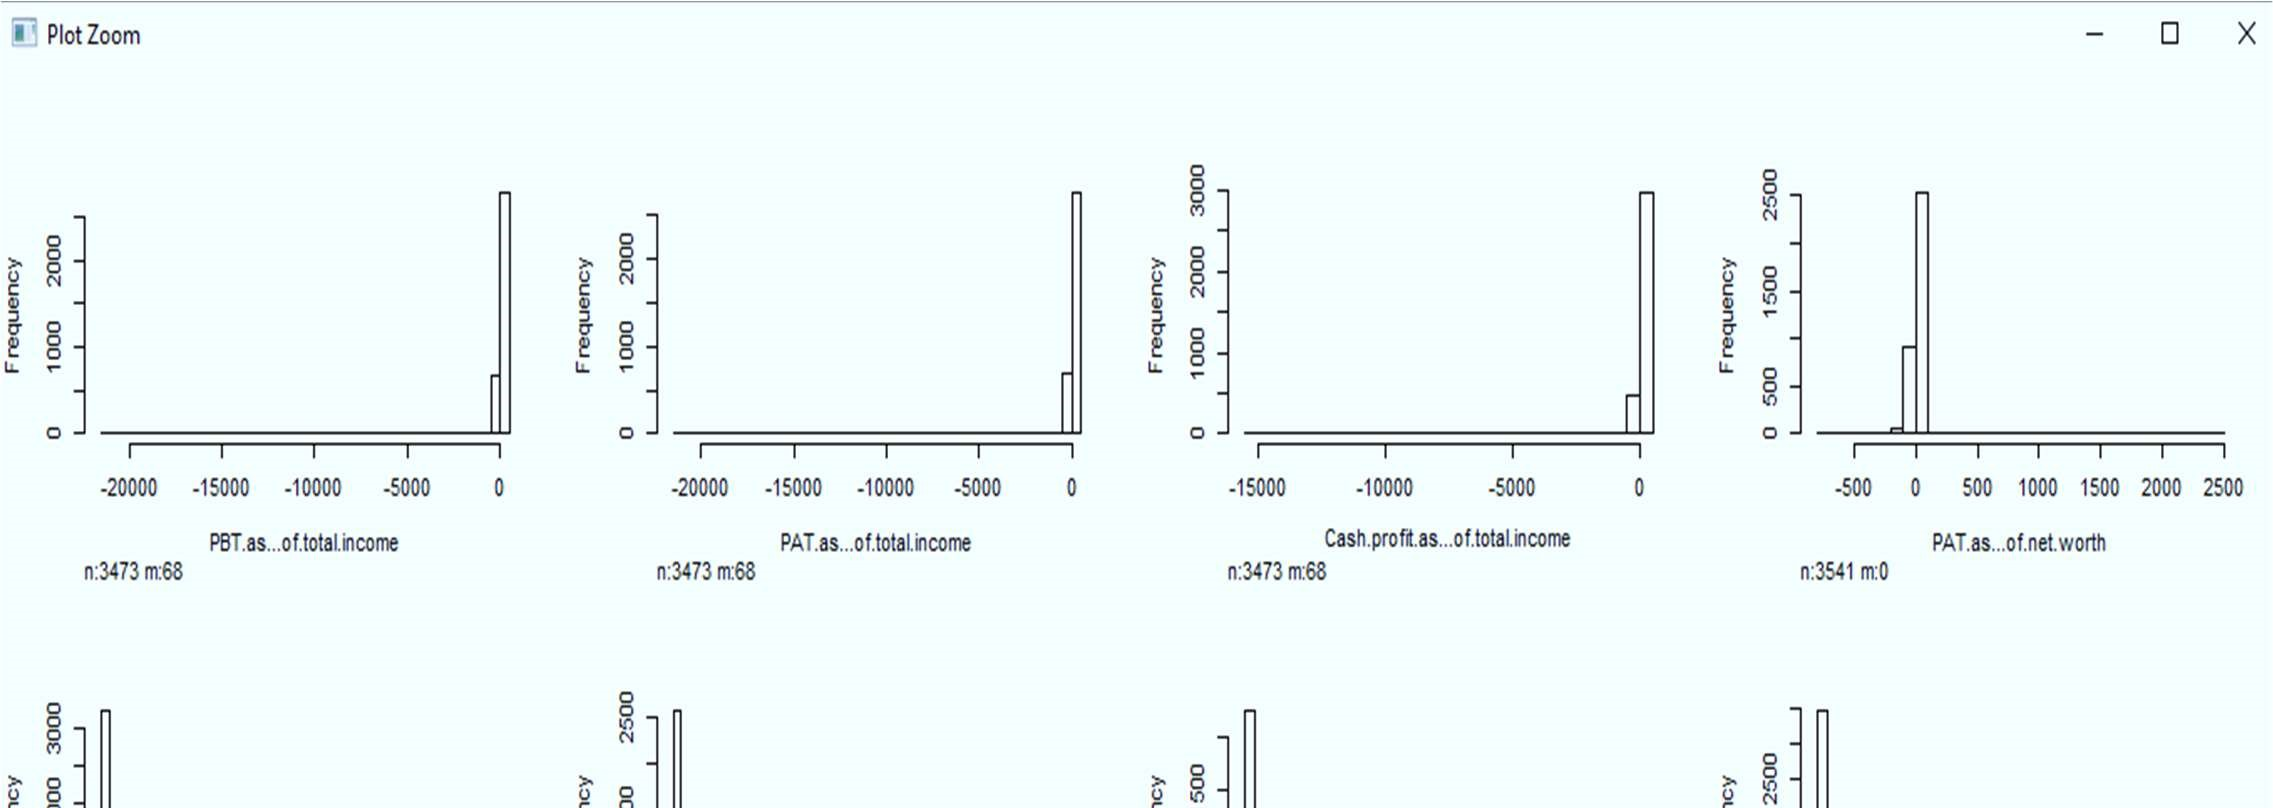 Plot Zoom
Frequency
0 1000 2000
-20000 -15000 -10000 -5000 0
PBT.as...of.total.income
n:3473 m:68
Frequency
0 1000 2000
-20000 -15000 -10000 -5000 0
PAT.as...of.total.income
n:3473 m:68
Frequency
0 1000 2000 3000
-15000 -10000 -5000 0
Cash.profit.as...of.total.income
n:3473 m:68
Frequency
0 500 1500 2500
-500 0 500 1000 1500 2000 2500
PAT.as...of.net.worth
n:3541 m:0
3000
2500
500
2500